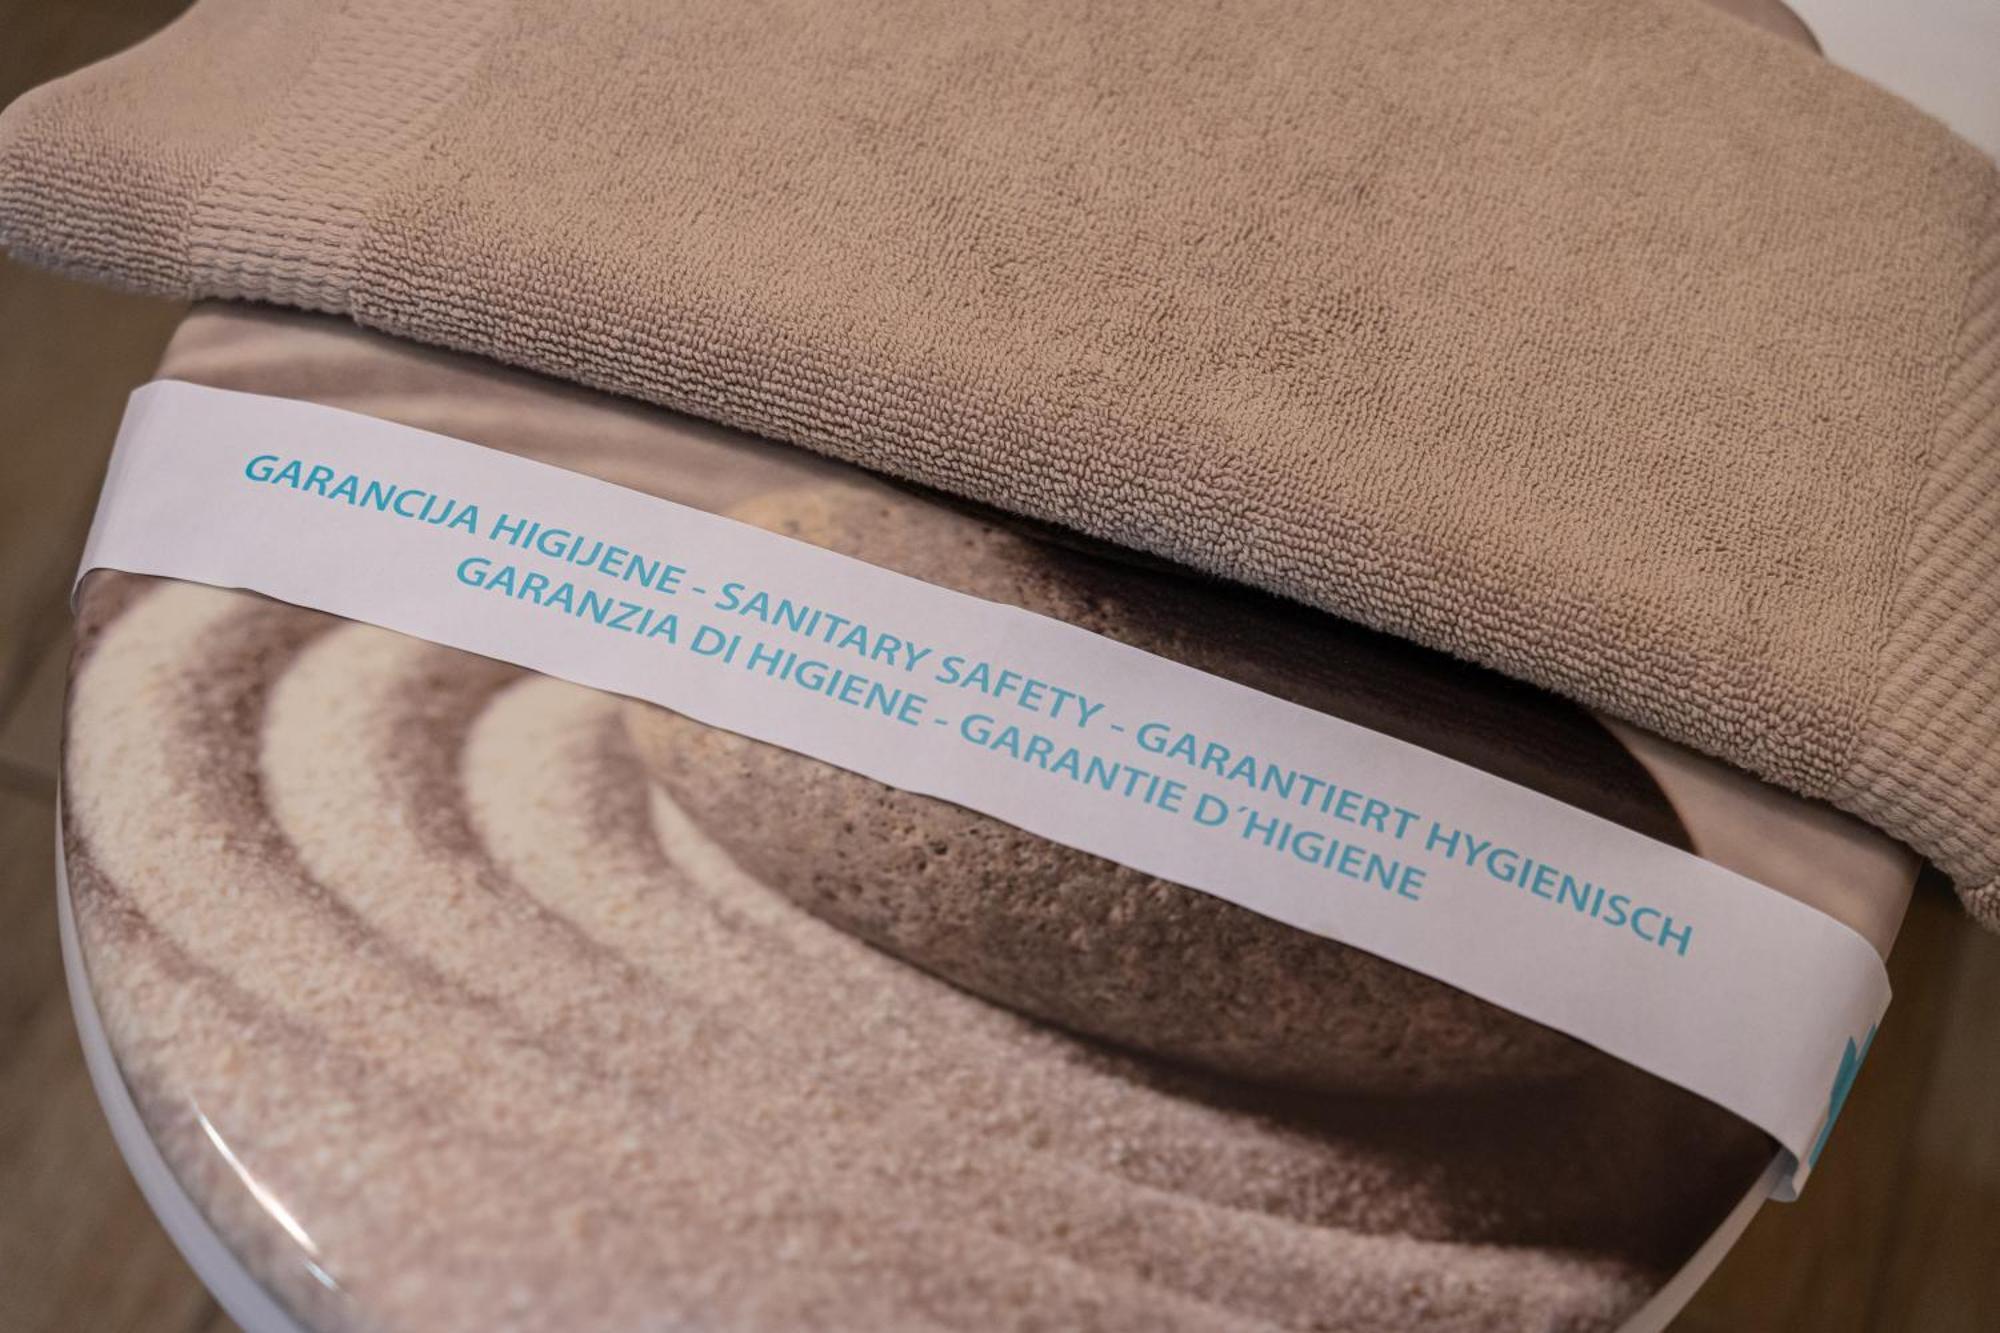 GARANCIJA HIGIJENE - SANITARY SAFETY - GARANTIERT HYGIENISCH
GARANZIA DI HIGIENE - GARANTIE D´HIGIENE